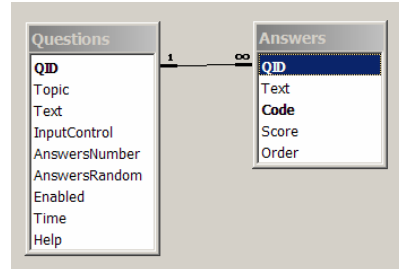 Questions
QID
Topic
Text
InputControl
AnswersNumber
AnswersRandom
Enabled
Time
Help
1 ∞
Answers
QID
Text
Code
Score
Order